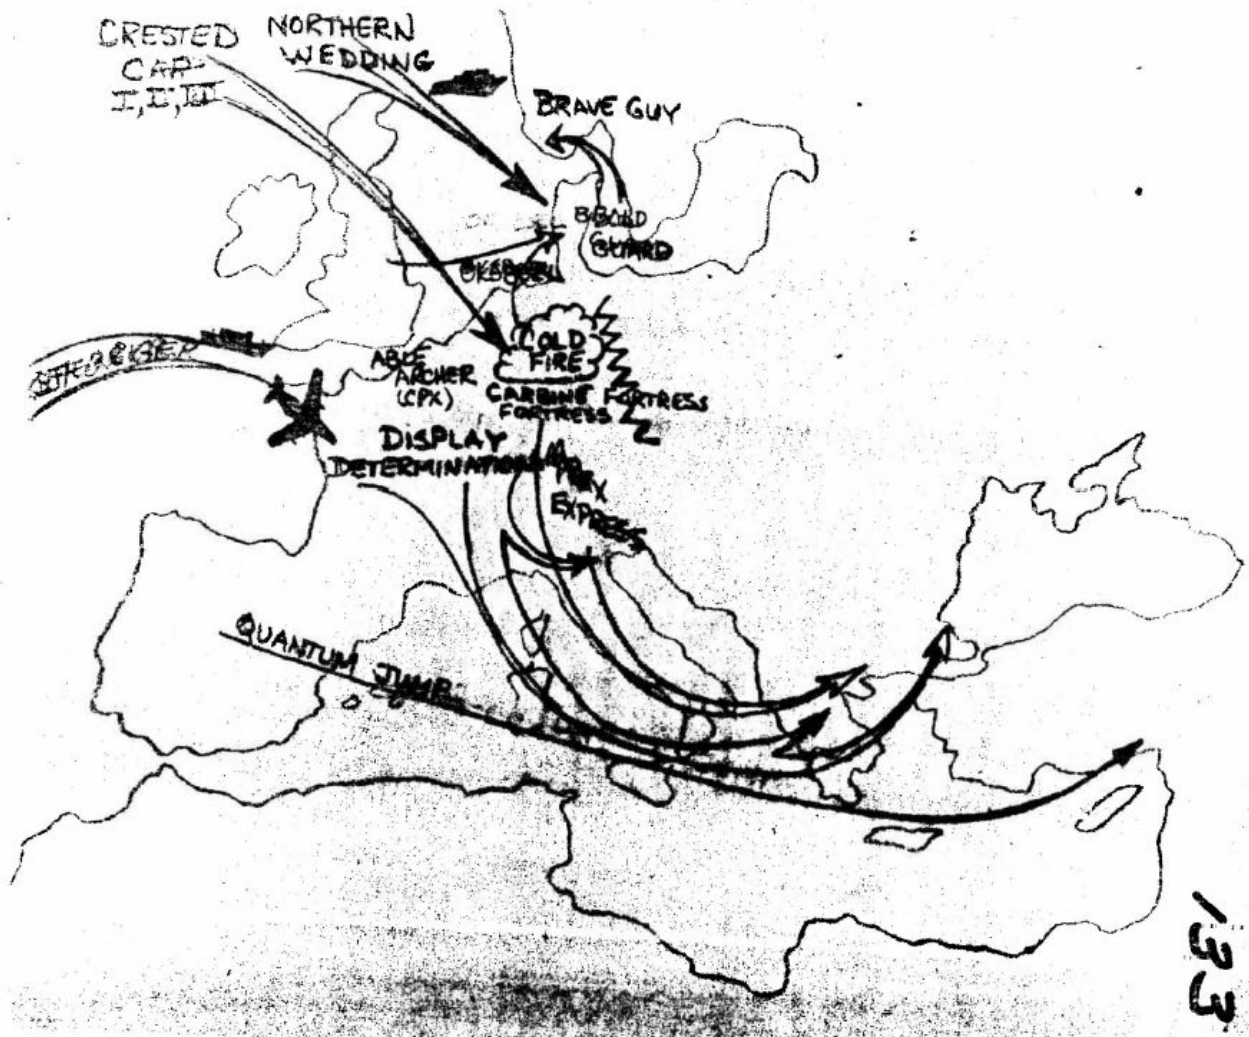 CRESTED
CAP
I, II, III
NORTHERN
WEDDING
BRAVE GUY
BOLD
GUARD
COLD
FIRE
ABLE
ARCHER
(CPX)
CARBINE FORTRESS
FORTRESS
DISPLAY
DETERMINATION
EXPRESS
QUANTUM JUMP
133